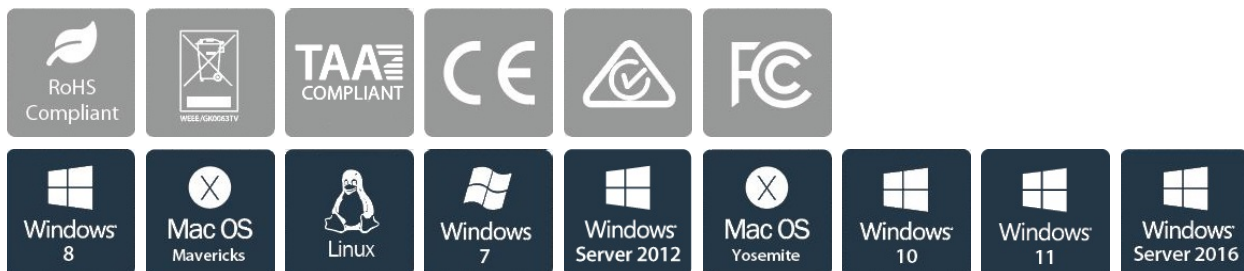 RoHS
Compliant
WEEE/GK0083TV
TAA
COMPLIANT
CE
FC
Windows
8
Mac OS
Mavericks
Linux
Windows
7
Windows
Server 2012
Mac OS
Yosemite
Windows
10
Windows
11
Windows
Server 2016